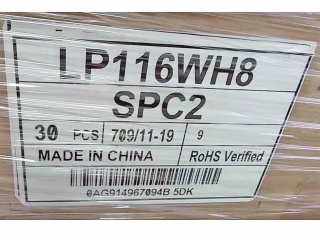 LP116WH8
SPC2
30 PCS 709/11-19 9
MADE IN CHINA RoHS Verified
0AG914967094B 5DK